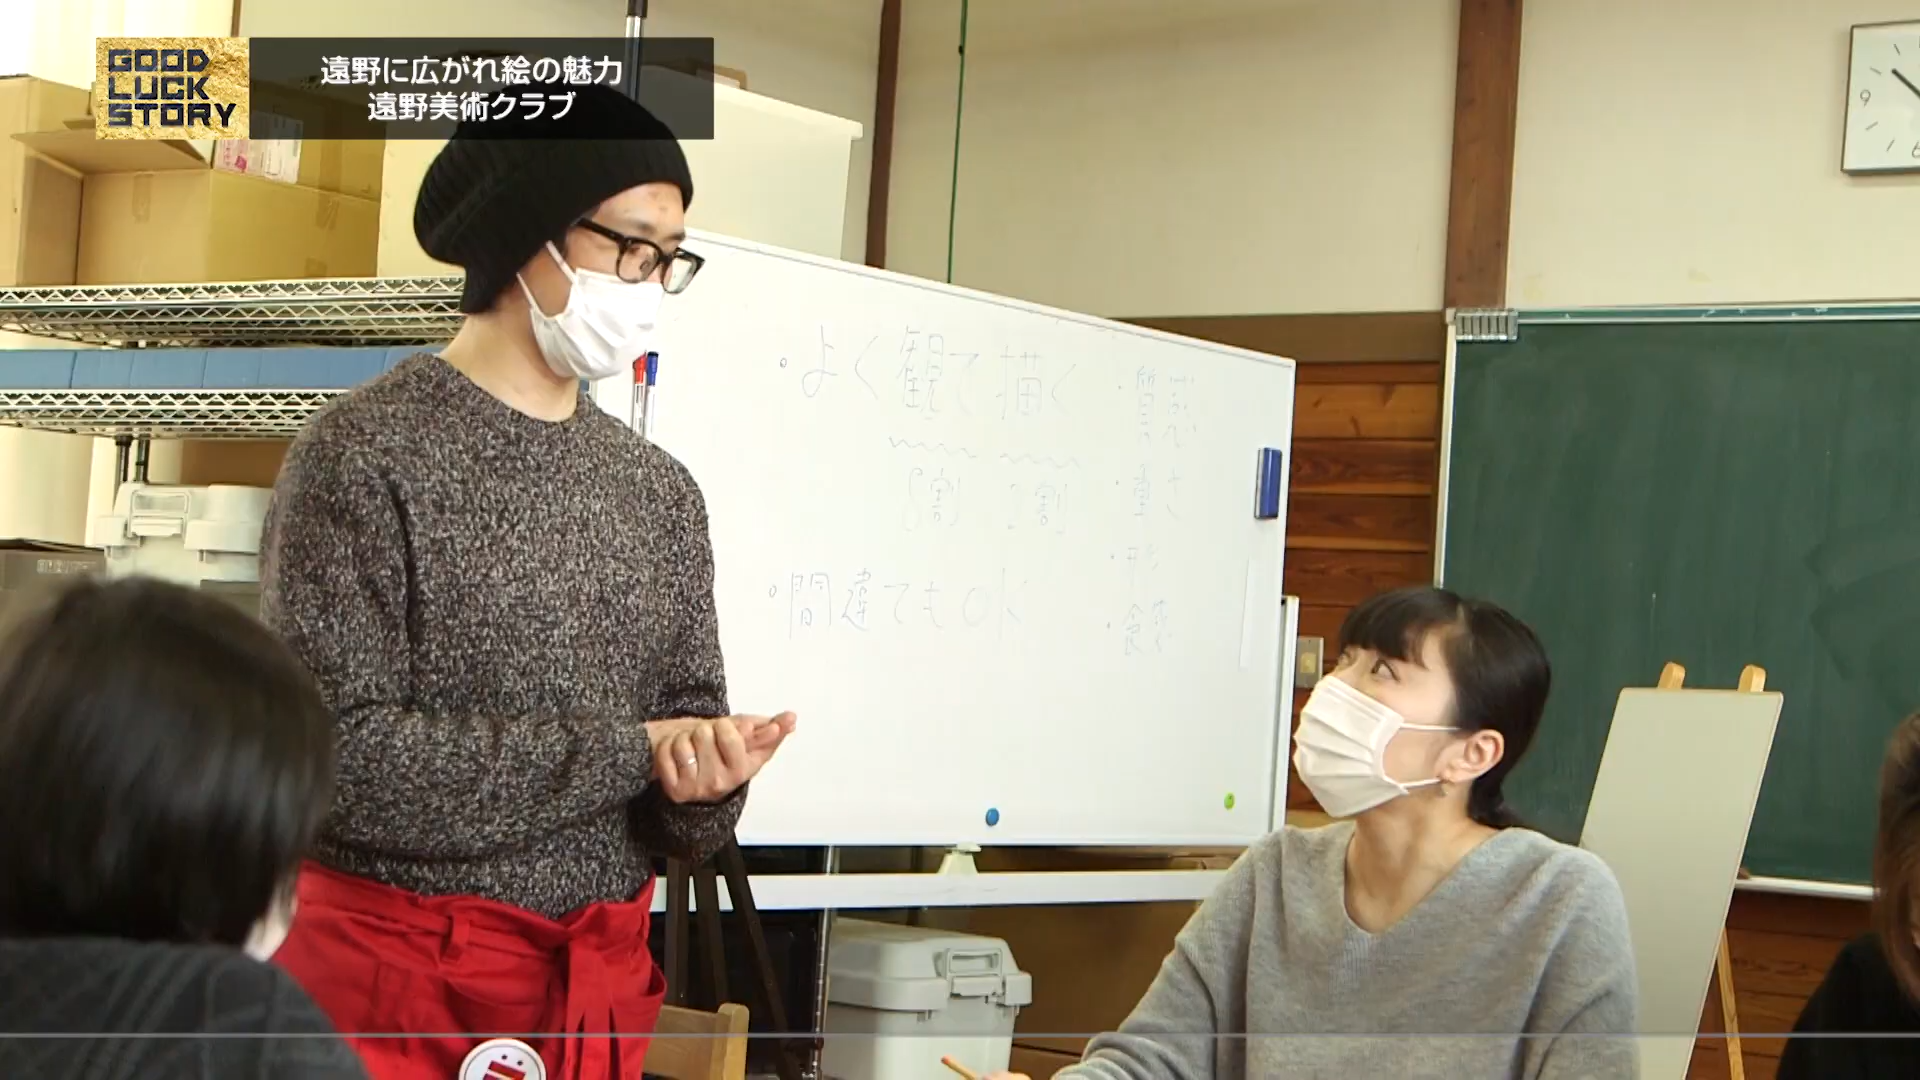 GOOD
LUCK
STORY
遠野に広がれ絵の魅力
遠野美術クラブ
・よく観て描く
8割 2割
・間違てもOK
・質感
・重さ
・形
9